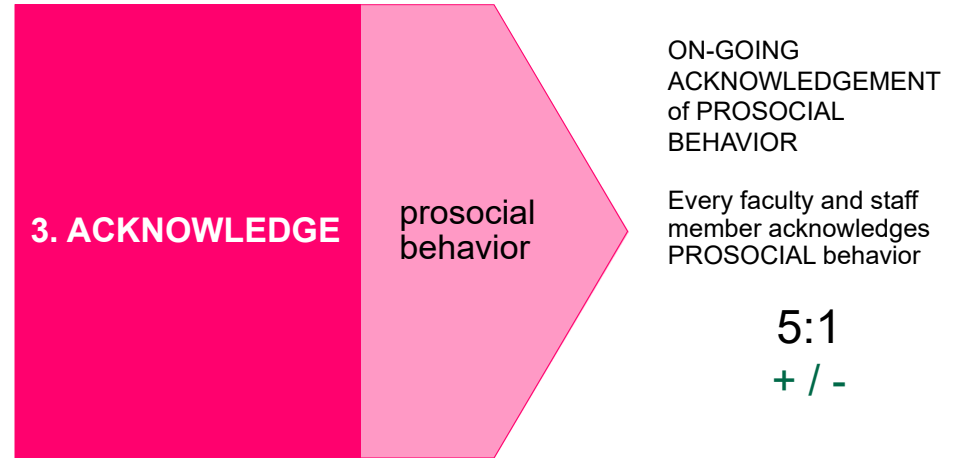 3. ACKNOWLEDGE
prosocial
behavior
ON-GOING
ACKNOWLEDGEMENT
of PROSOCIAL
BEHAVIOR
Every faculty and staff
member acknowledges
PROSOCIAL behavior
5:1
+ / -